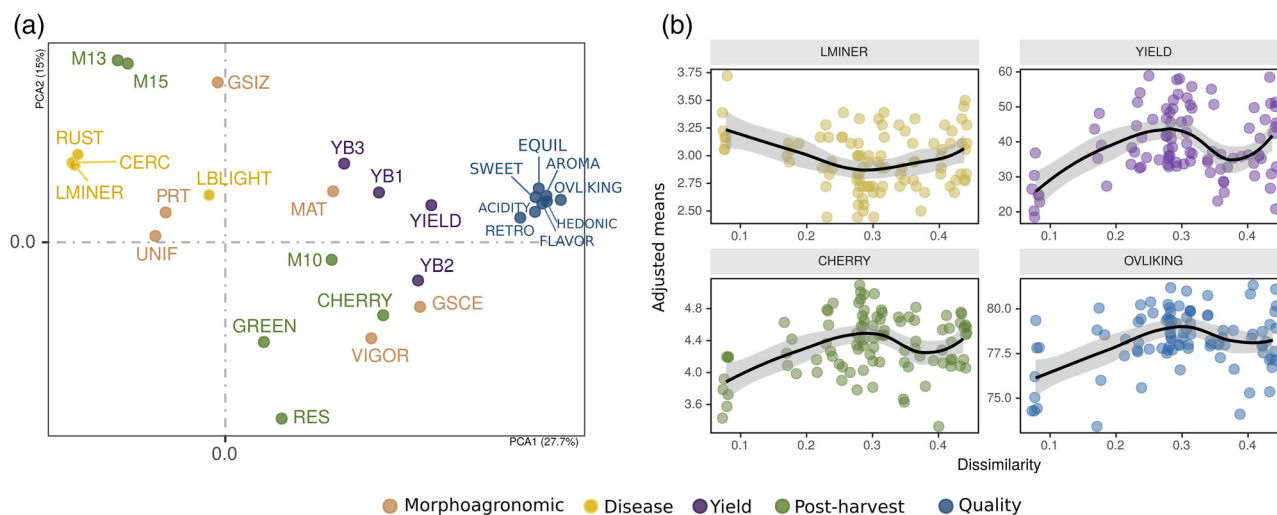 (a)
PCA2 (15%)
M13
M15
GSIZ
RUST
CERC
LMINER
LBLIGHT
PRT
UNIF
YB3
YB1
MAT
YIELD
EQUIL
SWEET
AROMA
OVLIKING
ACIDITY
HEDONIC
RETRO
FLAVOR
0.0
M10
YB2
CHERRY
GSCE
GREEN
VIGOR
RES
PCA1 (27.7%)
0.0
(b)
Adjusted means
LMINER
3.75
3.50
3.25
3.00
2.75
2.50
0.1 0.2 0.3 0.4
YIELD
60
50
40
30
20
0.1 0.2 0.3 0.4
CHERRY
4.8
4.4
4.0
3.6
0.1 0.2 0.3 0.4
OVLIKING
80.0
77.5
75.0
0.1 0.2 0.3 0.4
Dissimilarity
Morphoagronomic Disease Yield Post-harvest Quality